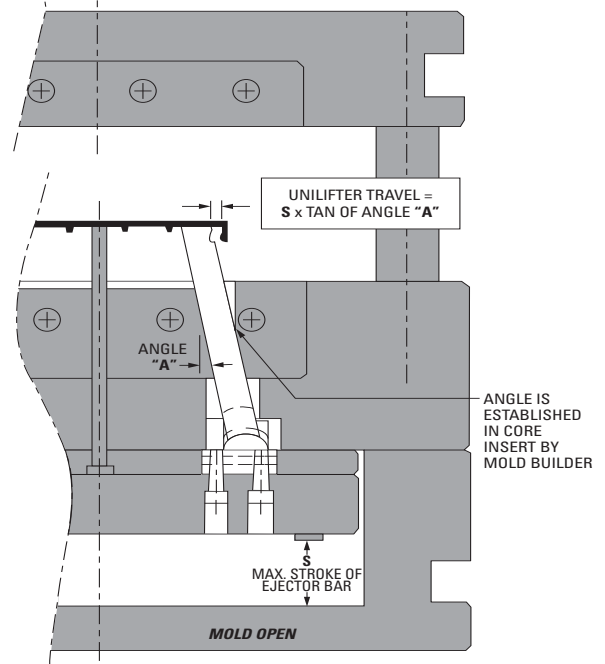 UNILIFTER TRAVEL =
S x TAN OF ANGLE "A"
ANGLE
"A"
ANGLE IS
ESTABLISHED
IN CORE
INSERT BY
MOLD BUILDER
S
MAX. STROKE OF
EJECTOR BAR
MOLD OPEN